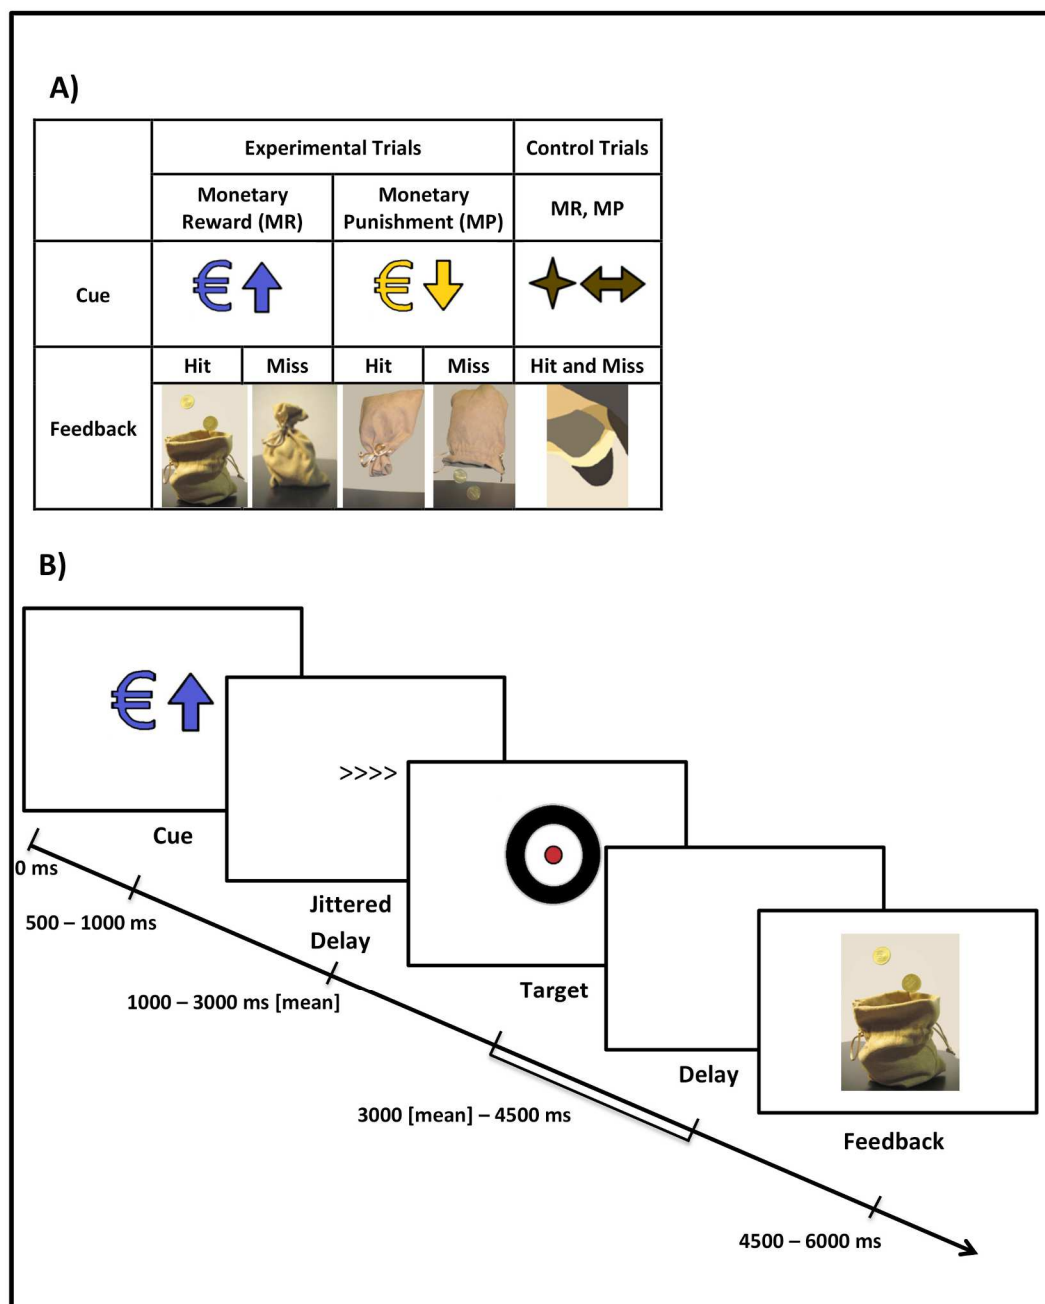 A)
Experimental Trials
Control Trials
Monetary
Reward (MR)
Monetary
Punishment (MP)
MR, MP
Cue
€
€
Hit
Miss
Hit
Miss
Hit and Miss
Feedback
B)
€
Cue
>>>>
Jittered
Delay
Target
Delay
Feedback
0 ms
500 – 1000 ms
1000 – 3000 ms [mean]
3000 [mean] – 4500 ms
4500 – 6000 ms